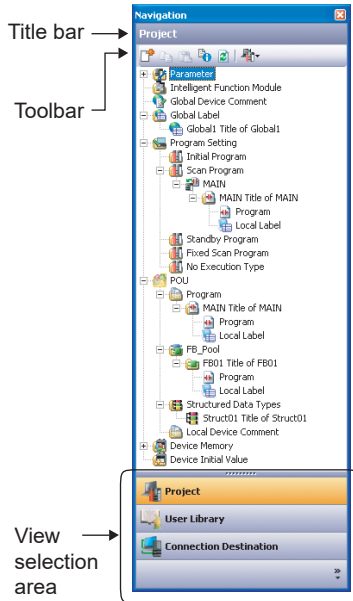 Navigation
Title bar
Project
Toolbar
Parameter
Intelligent Function Module
Global Device Comment
Global Label
Global1 Title of Global1
Program Setting
Initial Program
Scan Program
MAIN
MAIN Title of MAIN
Program
Local Label
Standby Program
Fixed Scan Program
No Execution Type
POU
Program
MAIN Title of MAIN
Program
Local Label
FB_Pool
FB01 Title of FB01
Program
Local Label
Structured Data Types
Struct01 Title of Struct01
Local Device Comment
Device Memory
Device Initial Value
Project
User Library
Connection Destination
View
selection
area